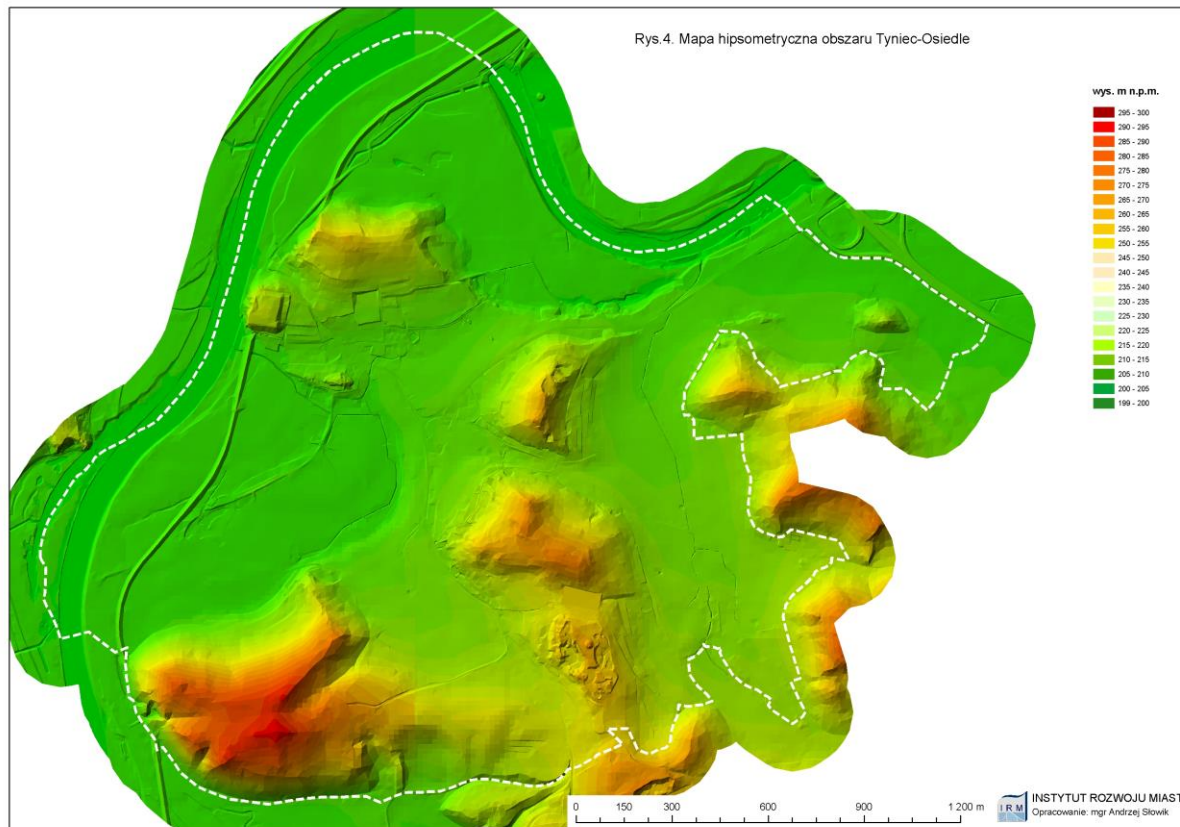 Rys.4. Mapa hipsometryczna obszaru Tyniec-Osiedle
wys. m n.p.m.
295 - 300
290 - 295
285 - 290
280 - 285
275 - 280
270 - 275
265 - 270
260 - 265
255 - 260
250 - 255
245 - 250
240 - 245
235 - 240
230 - 235
225 - 230
220 - 225
215 - 220
210 - 215
205 - 210
200 - 205
199 - 200
0 150 300 600 900 1 200 m
I R M
INSTYTUT ROZWOJU MIAST
Opracowanie: mgr Andrzej Słowik